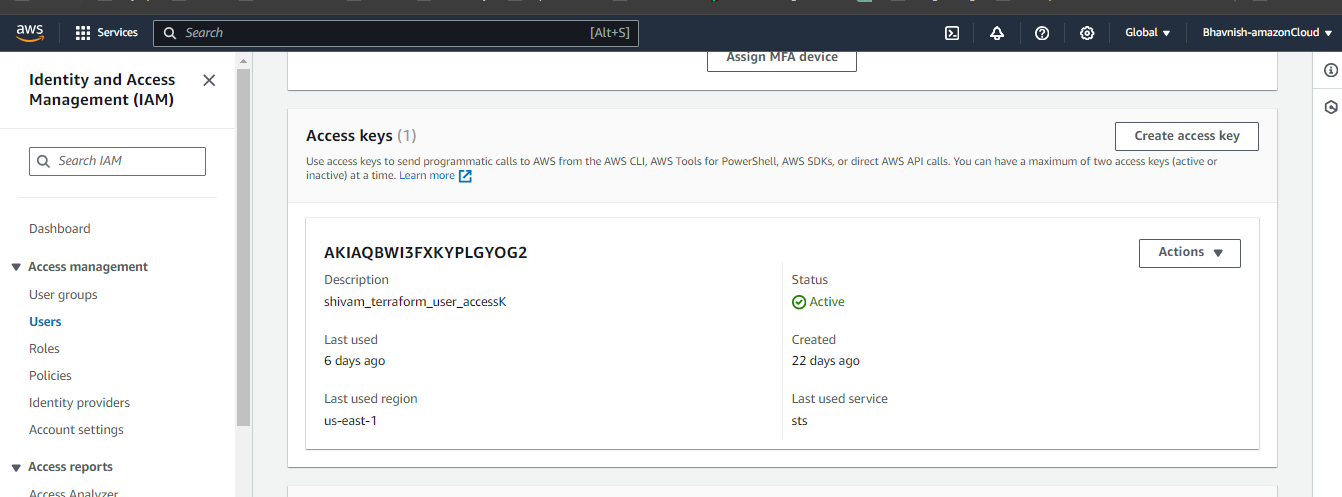 aws
Services
Search
[Alt+S]
Global
Bhavnish-amazonCloud
Identity and Access
Management (IAM)
Search IAM
Dashboard
Access management
User groups
Users
Roles
Policies
Identity providers
Account settings
Access reports
Access Analyzer
Assign MFA device
Access keys (1)
Create access key
Use access keys to send programmatic calls to AWS from the AWS CLI, AWS Tools for PowerShell, AWS SDKs, or direct AWS API calls. You can have a maximum of two access keys (active or
inactive) at a time. Learn more
AKIAQBWI3FXKYPLGYOG2
Actions
Description
shivam_terraform_user_accessK
Status
Active
Last used
6 days ago
Created
22 days ago
Last used region
us-east-1
Last used service
sts